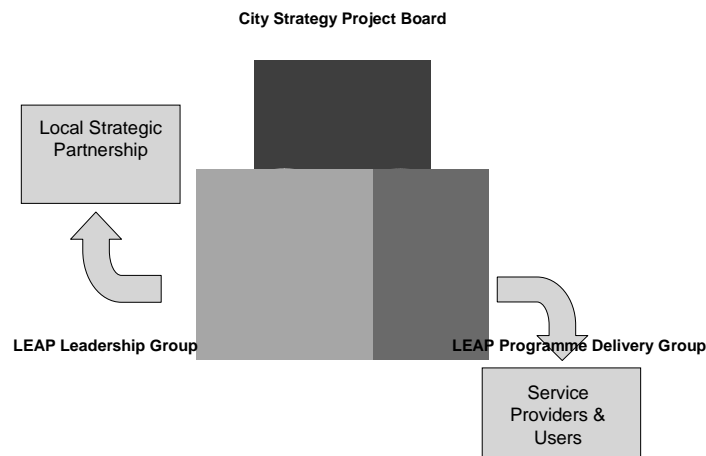 City Strategy Project Board
Local Strategic
Partnership
LEAP Leadership Group
LEAP Programme Delivery Group
Service
Providers &
Users